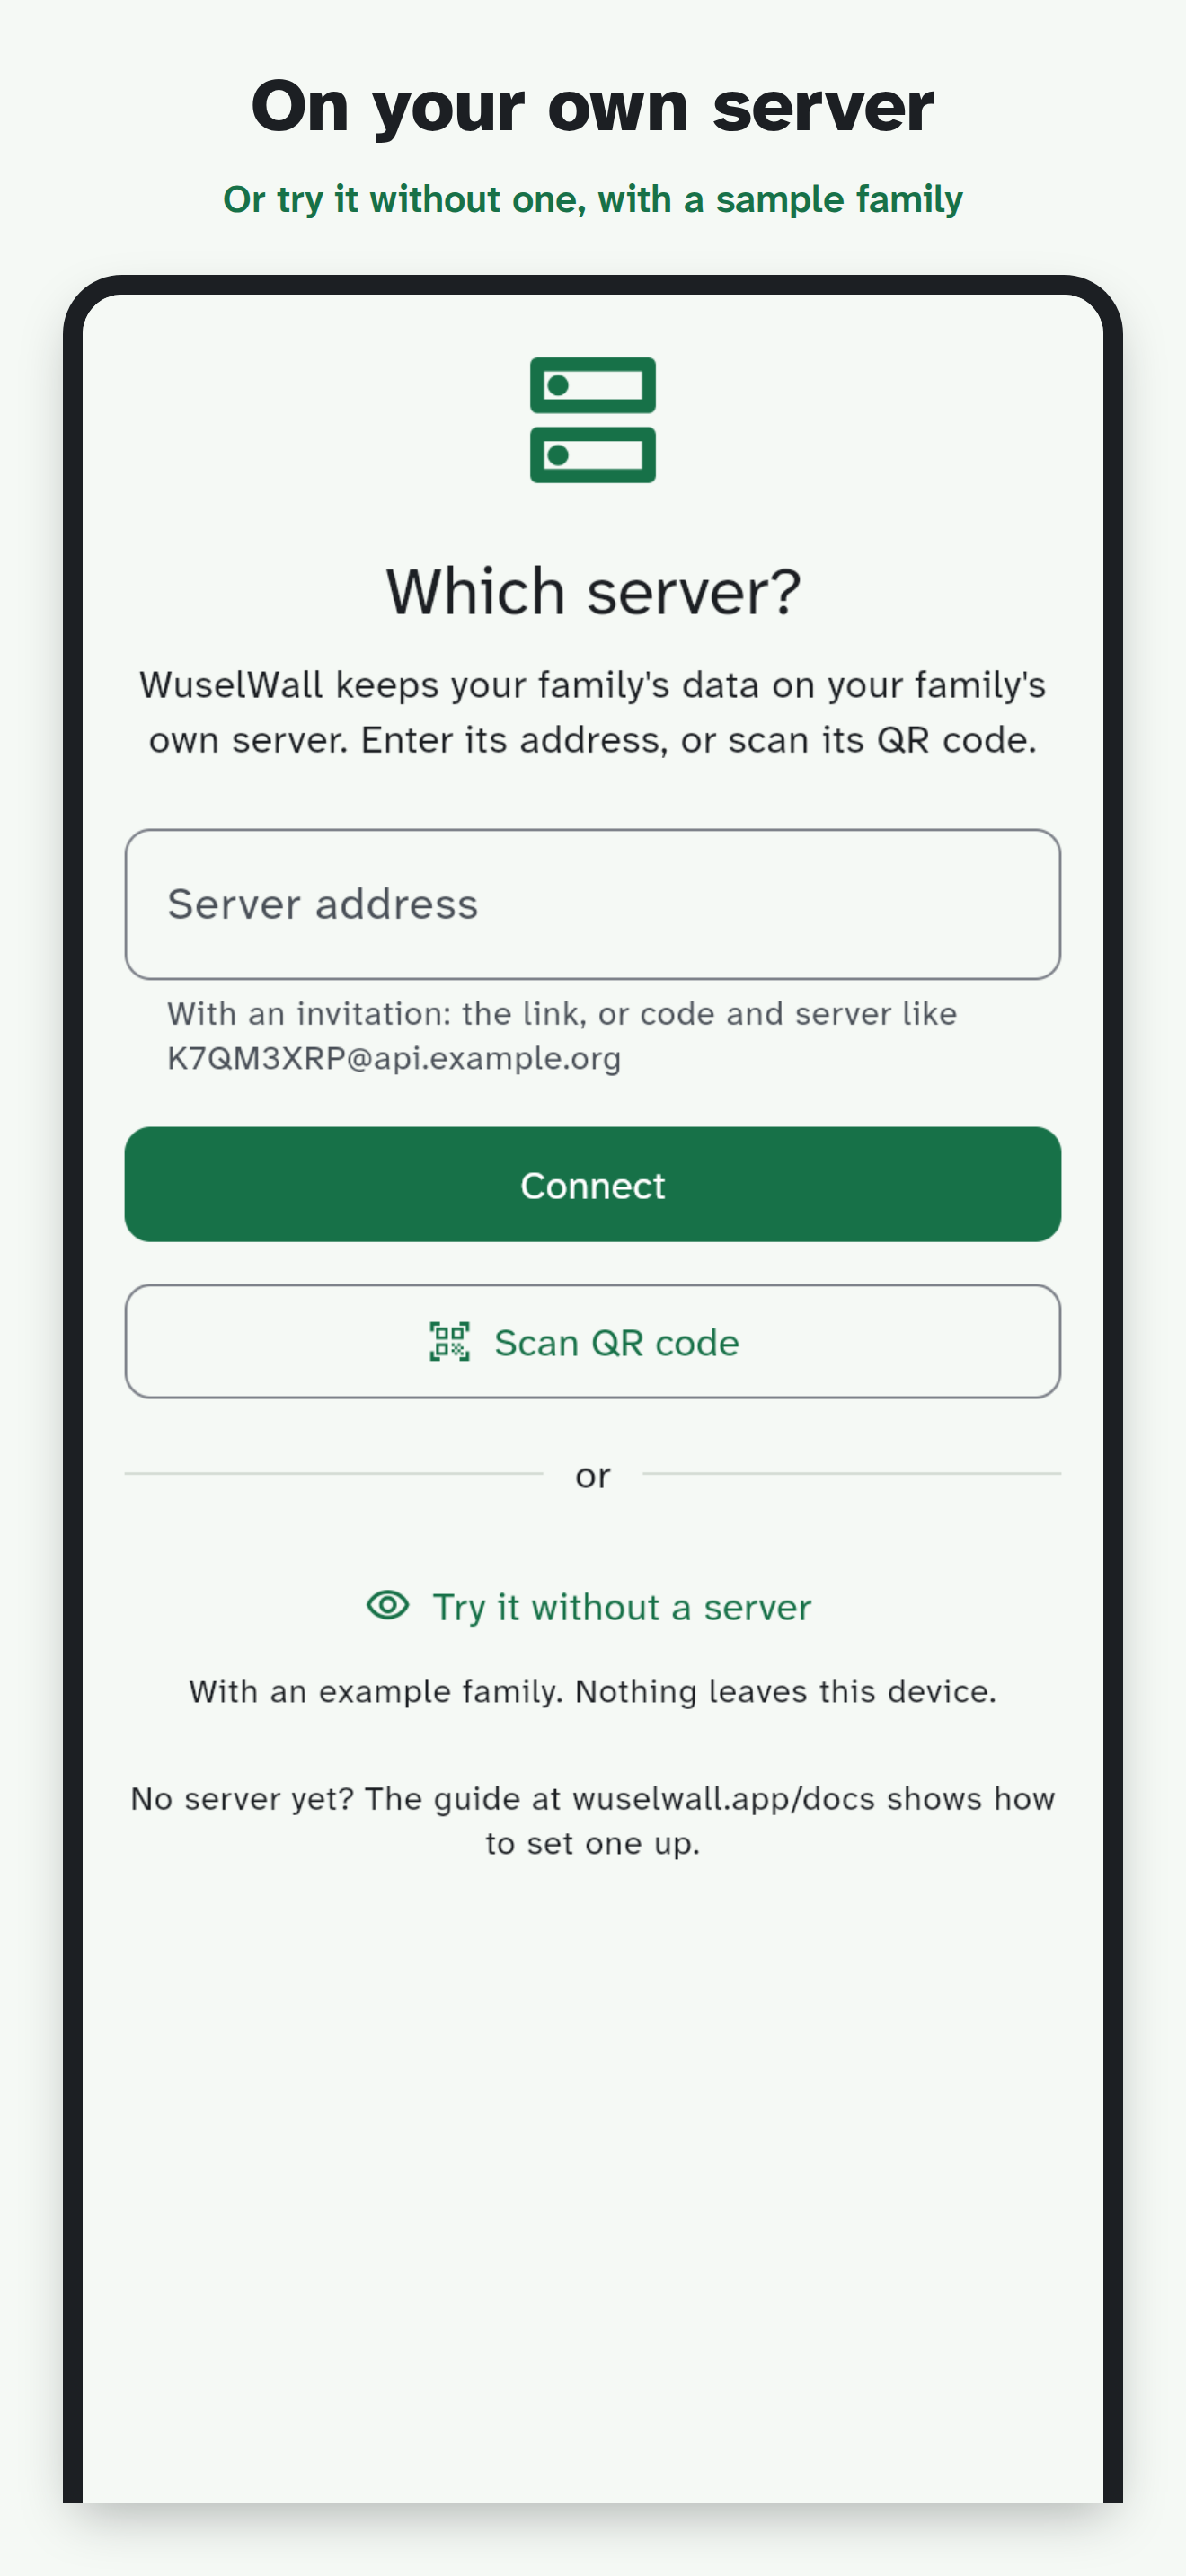 On your own server
Or try it without one, with a sample family
Which server?
WuselWall keeps your family's data on your family's
own server. Enter its address, or scan its QR code.
Server address
With an invitation: the link, or code and server like
K7QM3XRP@api.example.org
Connect
Scan QR code
or
Try it without a server
With an example family. Nothing leaves this device.
No server yet? The guide at wuselwall.app/docs shows how
to set one up.